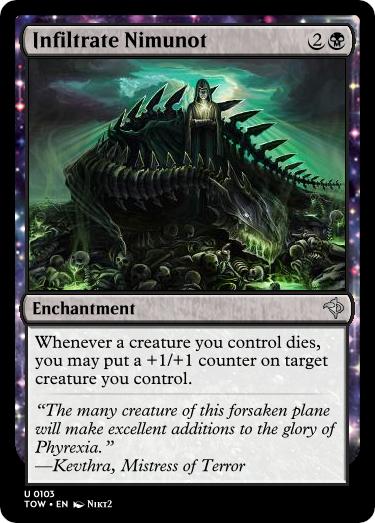 Infiltrate Nimunot 2
Enchantment
Whenever a creature you control dies,
you may put a +1/+1 counter on target
creature you control.
“The many creature of this forsaken plane
will make excellent additions to the glory of
Phyrexia.”
—Kevthra, Mistress of Terror
U 0103
TOW • EN Nikt2